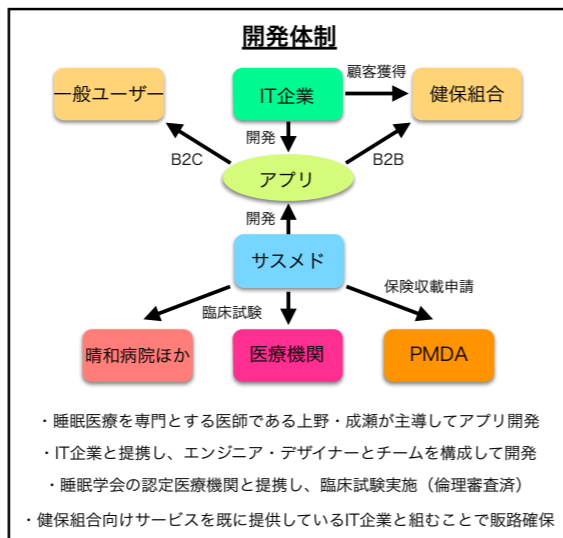 開発体制
一般ユーザー
IT企業
顧客獲得
健保組合
開発
B2C
B2B
アプリ
開発
サスメド
保険収載申請
臨床試験
晴和病院ほか
医療機関
PMDA
・睡眠医療を専門とする医師である上野・成瀬が主導してアプリ開発
・IT企業と提携し、エンジニア・デザイナーとチームを構成して開発
・睡眠学会の認定医療機関と提携し、臨床試験実施（倫理審査済）
・健保組合向けサービスを既に提供しているIT企業と組むことで販路確保